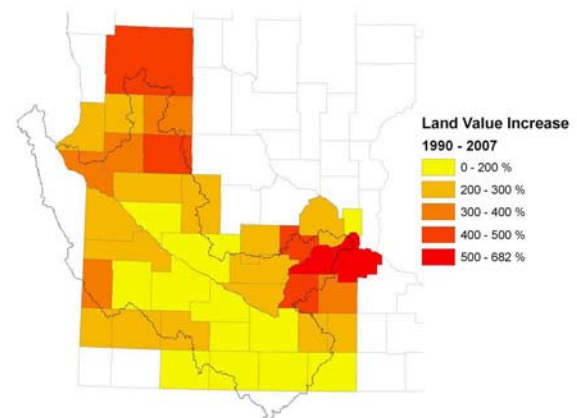 Land Value Increase
1990 - 2007
0 - 200 %
200 - 300 %
300 - 400 %
400 - 500 %
500 - 682 %